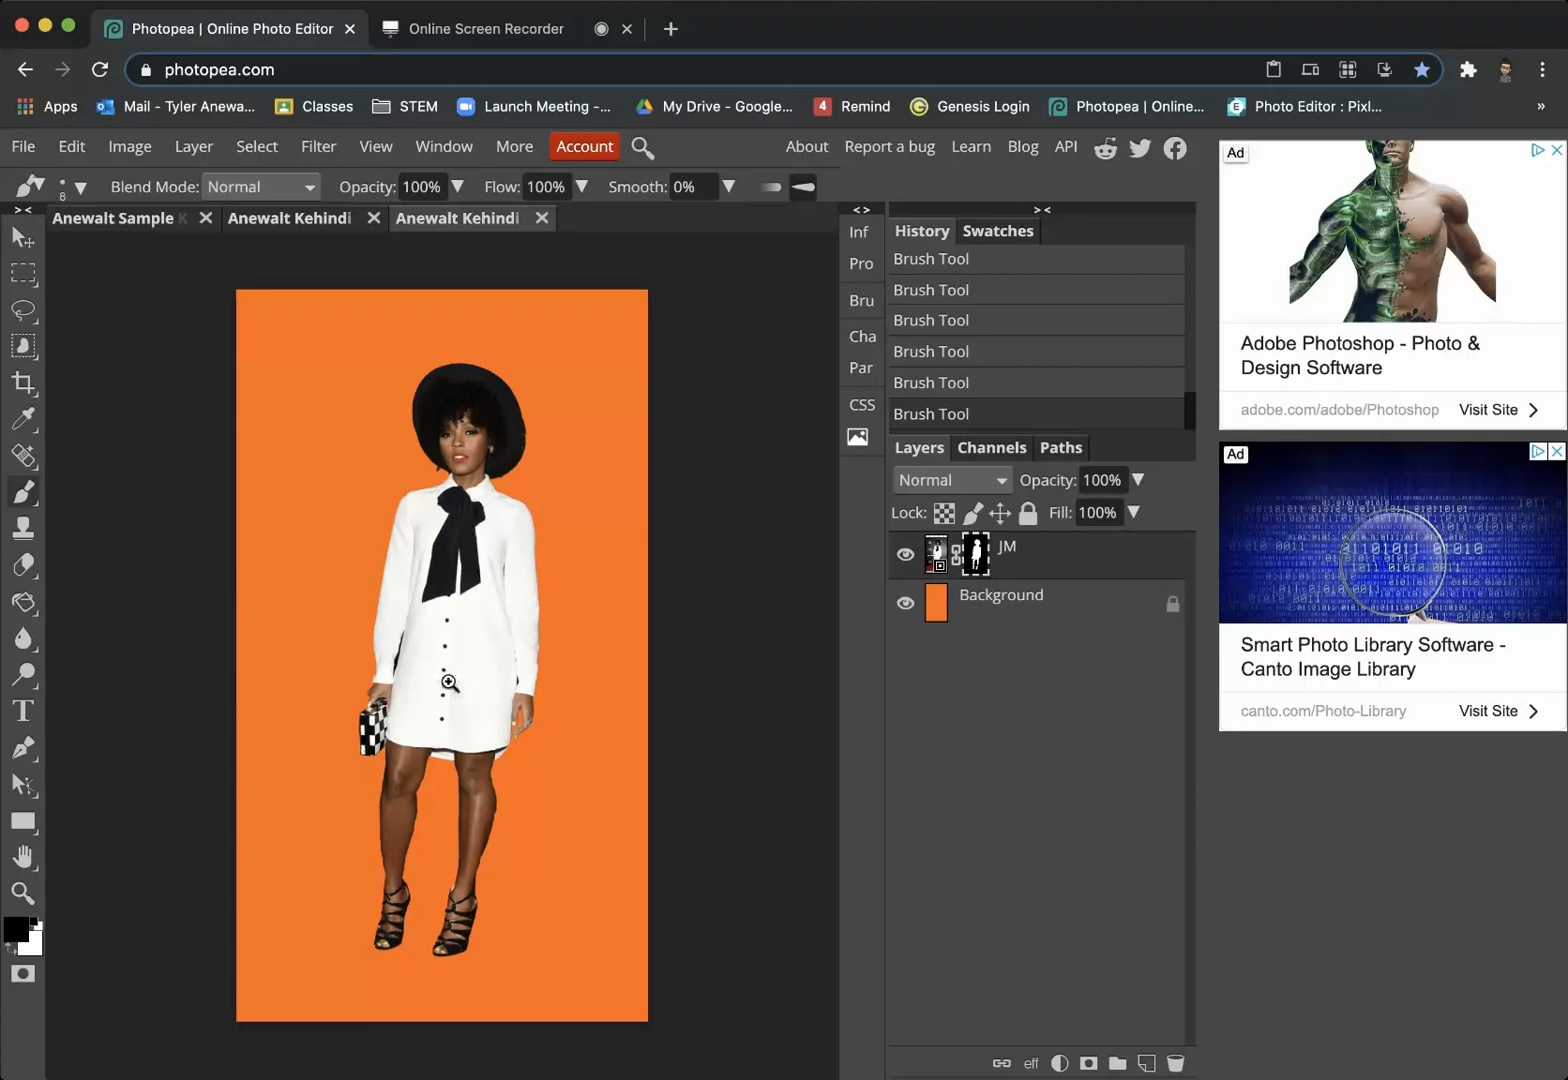 Photopea | Online Photo Editor
Online Screen Recorder
photopea.com
Apps
Mail - Tyler Anewa...
Classes
STEM
Launch Meeting -...
My Drive - Google...
4 Remind
Genesis Login
Photopea | Online...
Photo Editor : Pixl...
»
File Edit Image Layer Select Filter View Window More Account
About Report a bug Learn Blog API
8
Blend Mode: Normal
Opacity: 100%
Flow: 100%
Smooth: 0%
Anewalt Sample K
Anewalt Kehindi
Anewalt Kehindi
<>
Inf
Pro
Bru
Cha
Par
CSS
> <
History Swatches
Brush Tool
Brush Tool
Brush Tool
Brush Tool
Brush Tool
Brush Tool
Layers Channels Paths
Normal Opacity: 100%
Lock: Fill: 100%
JM
Background
eff
Ad
Adobe Photoshop - Photo &
Design Software
adobe.com/adobe/Photoshop Visit Site
Ad
Smart Photo Library Software -
Canto Image Library
canto.com/Photo-Library Visit Site